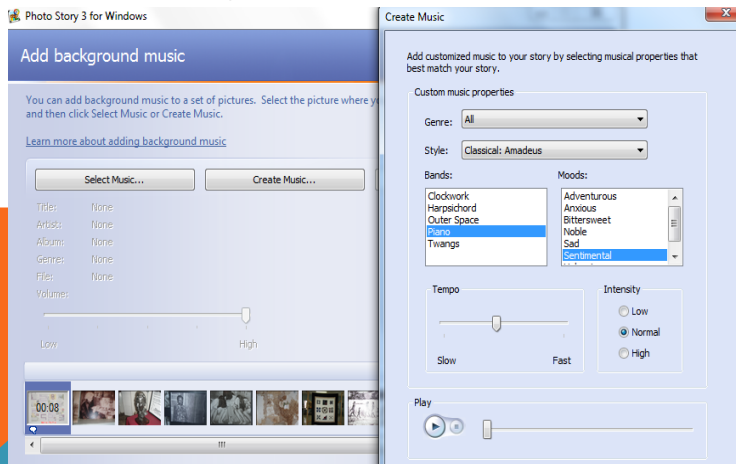 Photo Story 3 for Windows
Add background music
You can add background music to a set of pictures. Select the picture where
and then click Select Music or Create Music.
Learn more about adding background music
Select Music...
Create Music...
Title: None
Artist: None
Album: None
Genre: None
File: None
Volume:
Low High
00:08
Create Music
Add customized music to your story by selecting musical properties that
best match your story.
Custom music properties
Genre: All
Style: Classical: Amadeus
Bands:
Clockwork
Harpsichord
Outer Space
Piano
Twangs
Moods:
Adventurous
Anxious
Bittersweet
Noble
Sad
Sentimental
Tempo
Slow Fast
Intensity
Low
Normal
High
Play